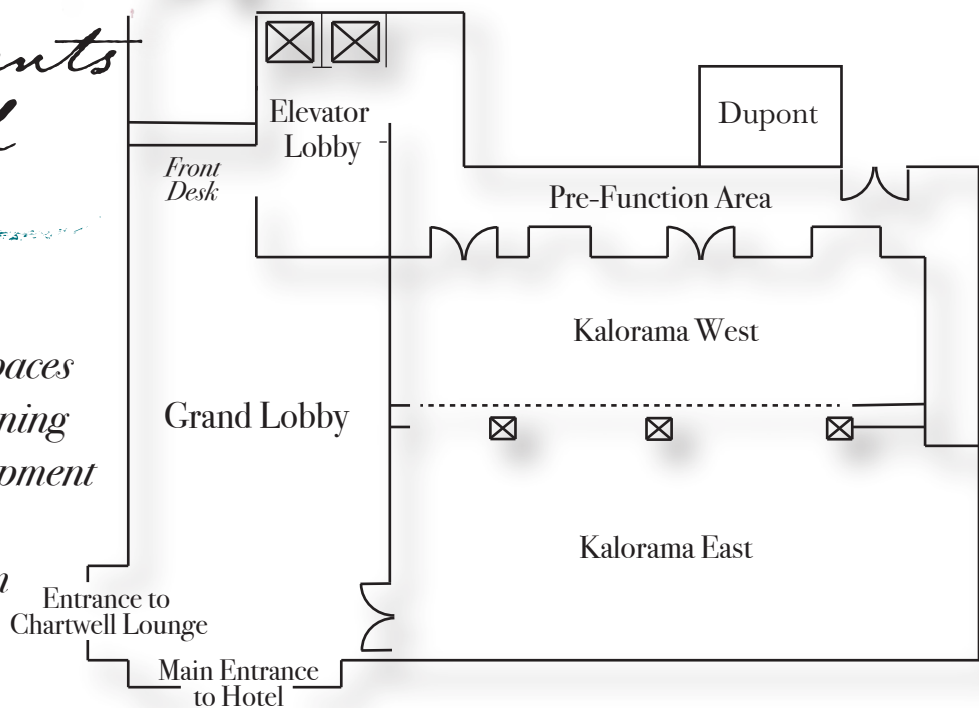 Elevator
Lobby
Front
Desk
Dupont
Pre-Function Area
Kalorama West
Grand Lobby
Kalorama East
Entrance to
Chartwell Lounge
Main Entrance
to Hotel